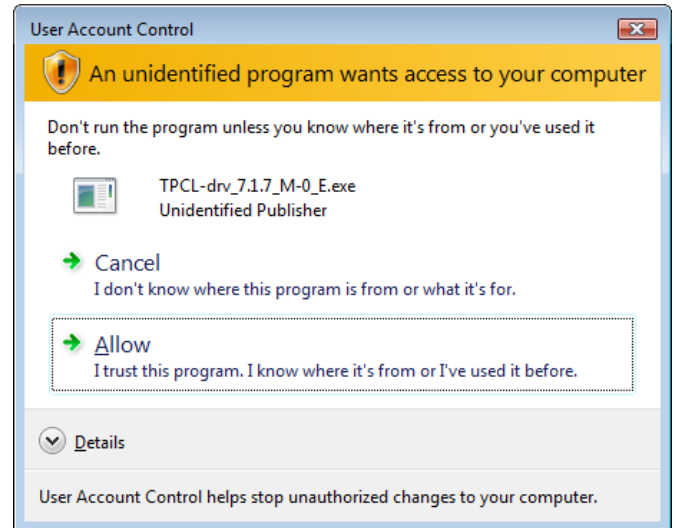 User Account Control
An unidentified program wants access to your computer
Don't run the program unless you know where it's from or you've used it
before.
TPCL-drv_7.1.7_M-0_E.exe
Unidentified Publisher
Cancel
I don't know where this program is from or what it's for.
Allow
I trust this program. I know where it's from or I've used it before.
Details
User Account Control helps stop unauthorized changes to your computer.